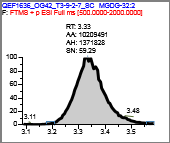 QEF1636_OG42_T3-9-2-7_SC MGOG-32:2
F: FTMS + p ESI Full ms [500.0000-2000.0000]
RT: 3.33
AA: 10209491
AH: 1371828
SN: 59.29
100
80
60
40
20
0
3.11
3.48
3.1 3.2 3.3 3.4 3.5